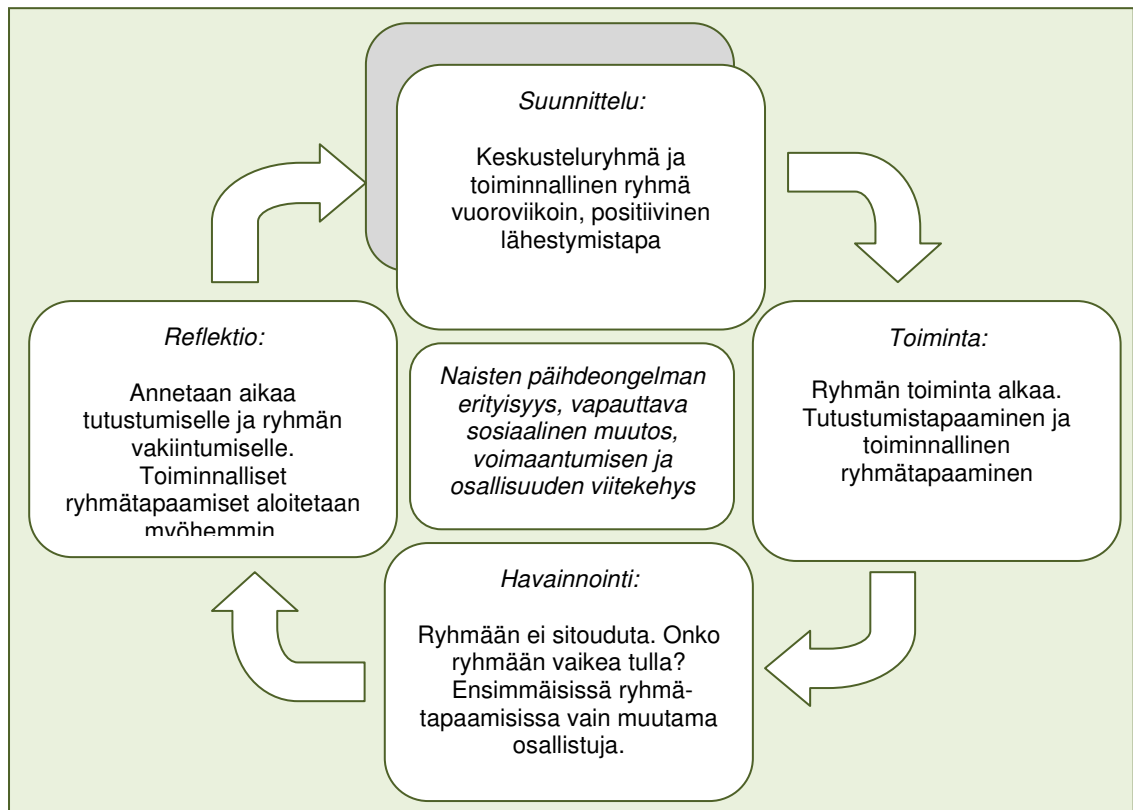 Suunnittelu:
Keskusteluryhmä ja
toiminnallinen ryhmä
vuoroviikoin, positiivinen
lähestymistapa
Reflektio:
Annetaan aikaa
tutustumiselle ja ryhmän
vakiintumiselle.
Toiminnalliset
ryhmätapaamiset aloitetaan
myöhemmin
Naisten päihdeongelman
erityisyys, vapauttava
sosiaalinen muutos,
voimaantumisen ja
osallisuuden viitekehys
Toiminta:
Ryhmän toiminta alkaa.
Tutustumistapaaminen ja
toiminnallinen
ryhmätapaaminen
Havainnointi:
Ryhmään ei sitouduta. Onko
ryhmään vaikea tulla?
Ensimmäisissä ryhmä-
tapaamisissa vain muutama
osallistuja.